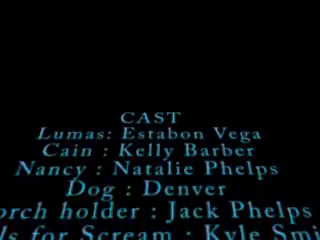 CAST
Lumas: Estabon Vega
Cain : Kelly Barber
Nancy : Natalie Phelps
Dog : Denver
orch holder : Jack Phelps
ls for Scream : Kyle Smi